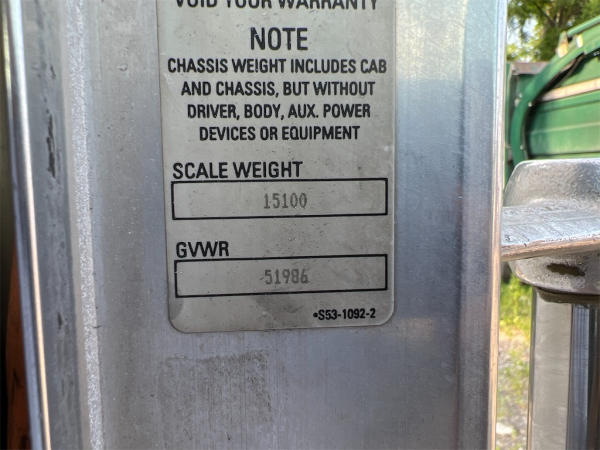 VOID YOUR WARRANTY
NOTE
CHASSIS WEIGHT INCLUDES CAB
AND CHASSIS, BUT WITHOUT
DRIVER, BODY, AUX. POWER
DEVICES OR EQUIPMENT
SCALE WEIGHT
15100
GVWR
51986
•S53-1092-2